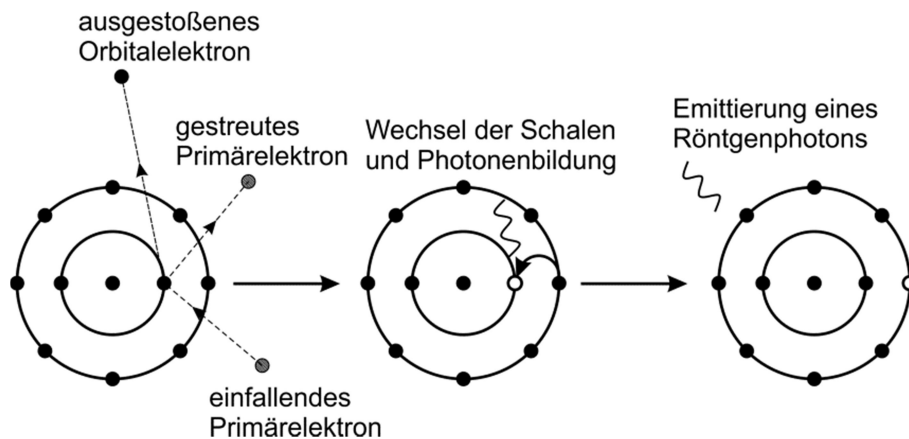 ausgestoßenes
Orbitalelektron
gestreutes
Primärelektron
einfallendes
Primärelektron
Wechsel der Schalen
und Photonenbildung
Emittierung eines
Röntgenphotons